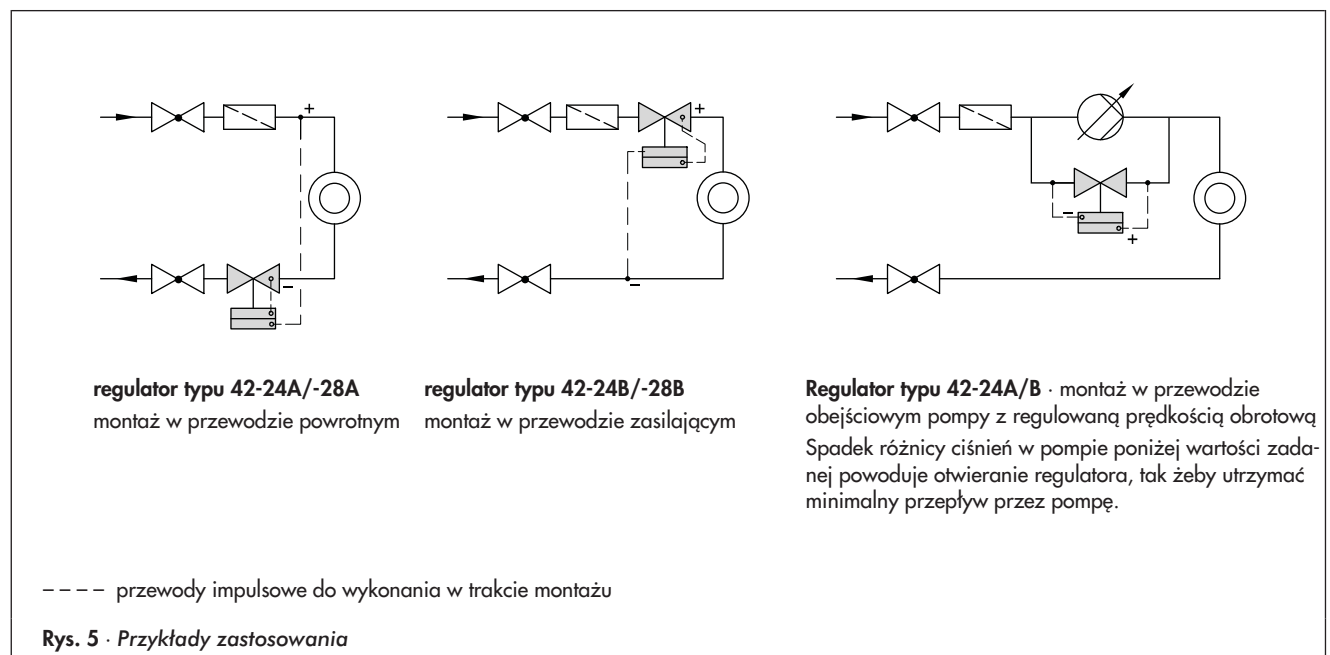 +
-
+
-
-
+
regulator typu 42-24A/-28A
montaż w przewodzie powrotnym
regulator typu 42-24B/-28B
montaż w przewodzie zasilającym
Regulator typu 42-24A/B · montaż w przewodzie
obejściowym pompy z regulowaną prędkością obrotową
Spadek różnicy ciśnień w pompie poniżej wartości zada-
nej powoduje otwieranie regulatora, tak żeby utrzymać
minimalny przepływ przez pompę.
– – – – przewody impulsowe do wykonania w trakcie montażu
Rys. 5 · Przykłady zastosowania